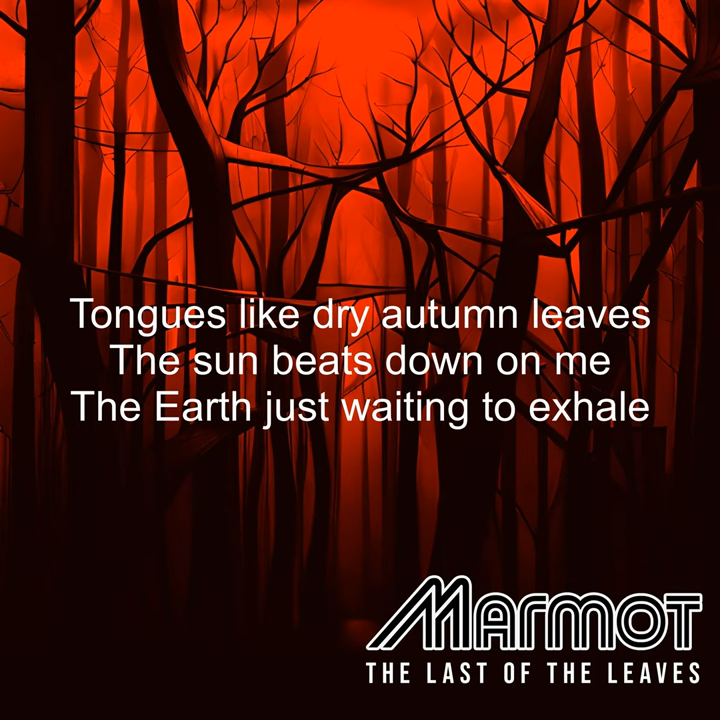 Tongues like dry autumn leaves
The sun beats down on me
The Earth just waiting to exhale
Marmot
THE LAST OF THE LEAVES